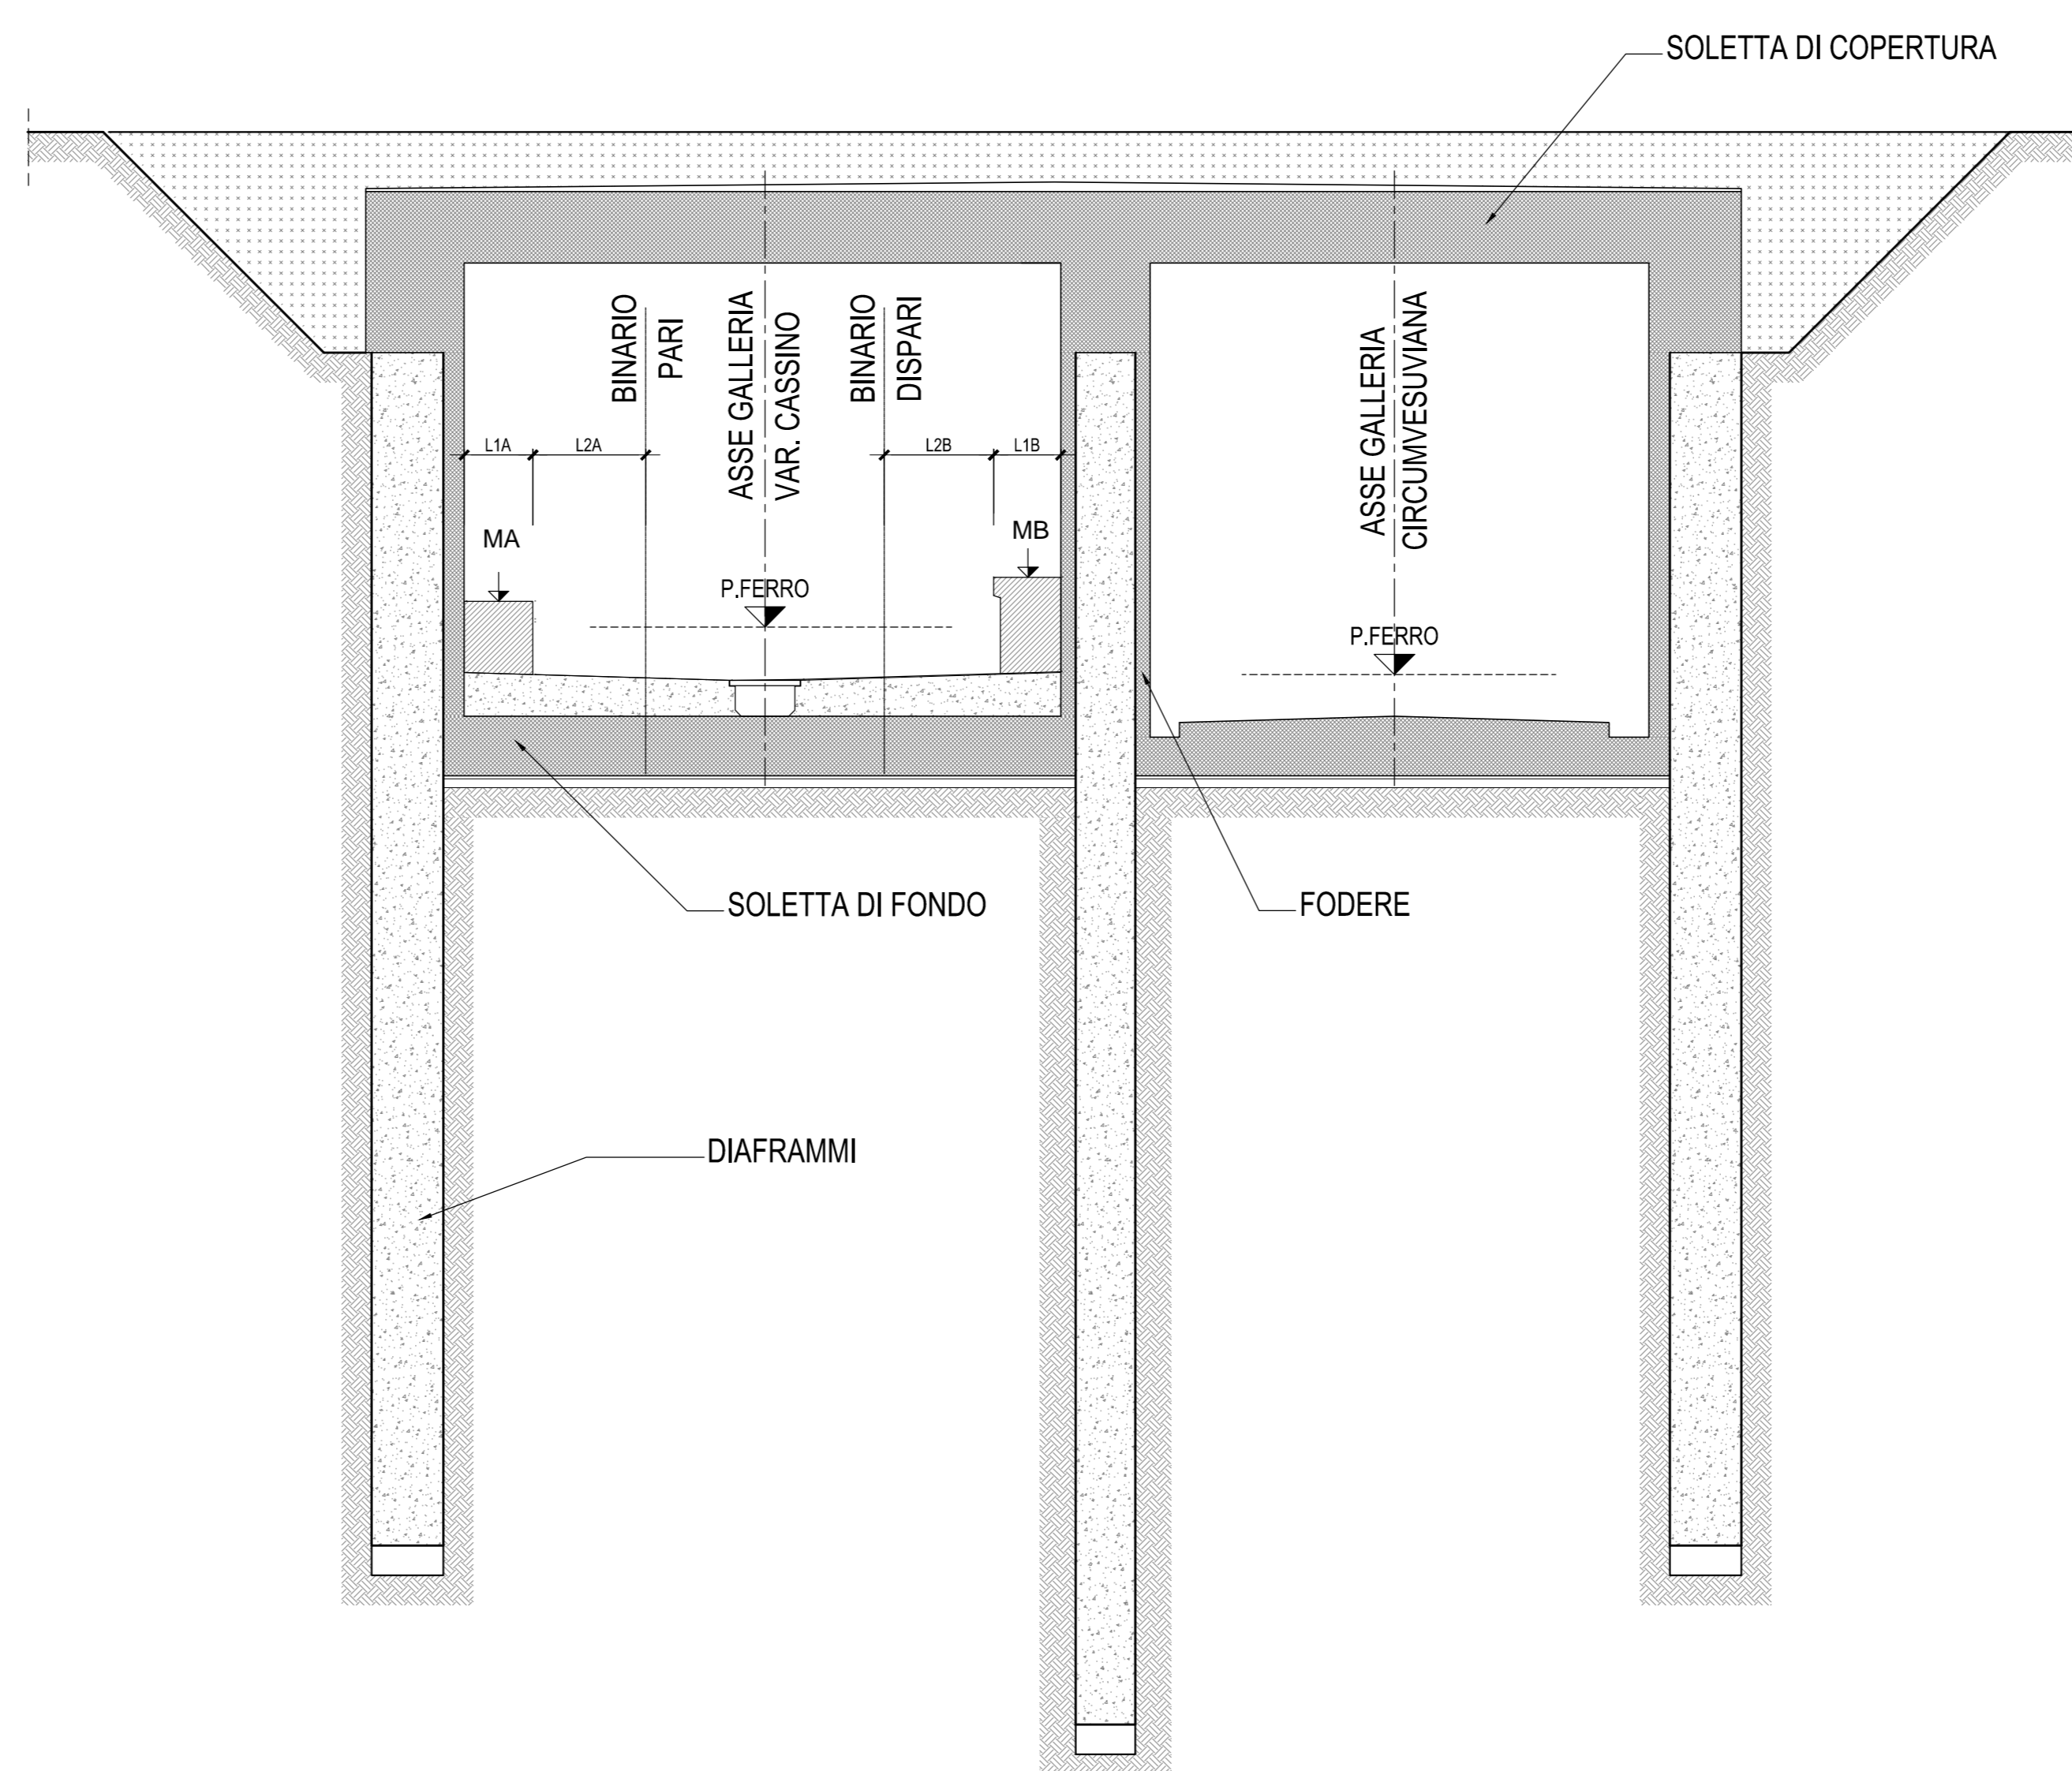 SOLETTA DI COPERTURA
BINARIO
PARI
ASSE GALLERIA
VAR. CASSINO
BINARIO
DISPARI
ASSE GALLERIA
CIRCUMVESUVIANA
L1A
L2A
L2B
L1B
MA
MB
P.FERRO
P.FERRO
SOLETTA DI FONDO
FODERE
DIAFRAMMI